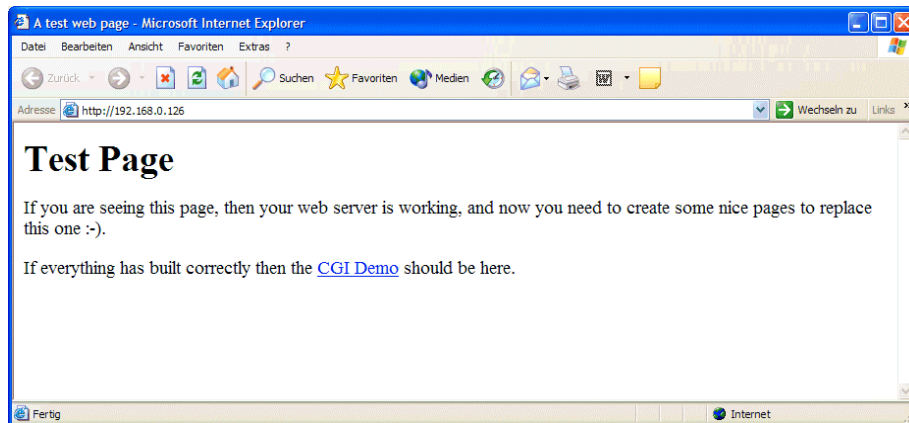 A test web page - Microsoft Internet Explorer
Datei Bearbeiten Ansicht Favoriten Extras ?
Zurück Suchen Favoriten Medien
Adresse http://192.168.0.126 Wechseln zu Links »
Test Page
If you are seeing this page, then your web server is working, and now you need to create some nice pages to replace
this one :-).
If everything has built correctly then the CGI Demo should be here.
Fertig Internet